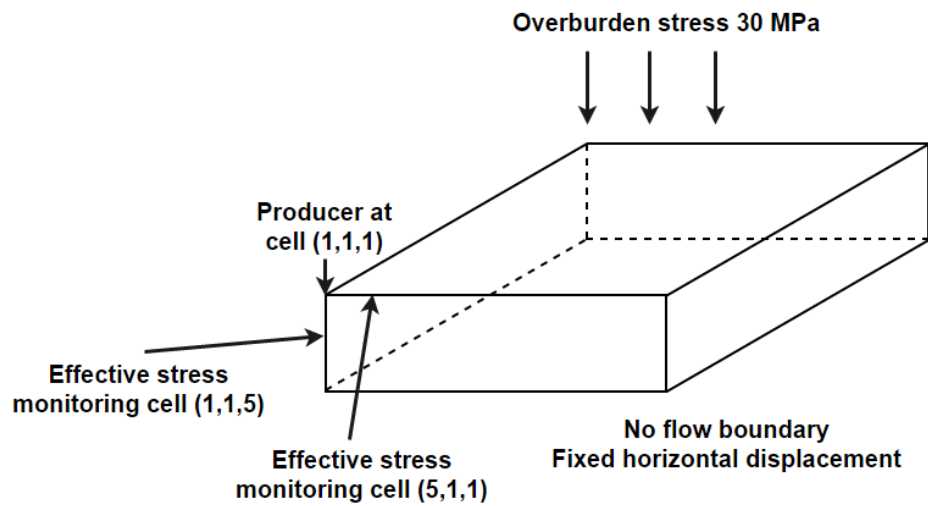 Overburden stress 30 MPa
Producer at
cell (1,1,1)
Effective stress
monitoring cell (1,1,5)
Effective stress
monitoring cell (5,1,1)
No flow boundary
Fixed horizontal displacement